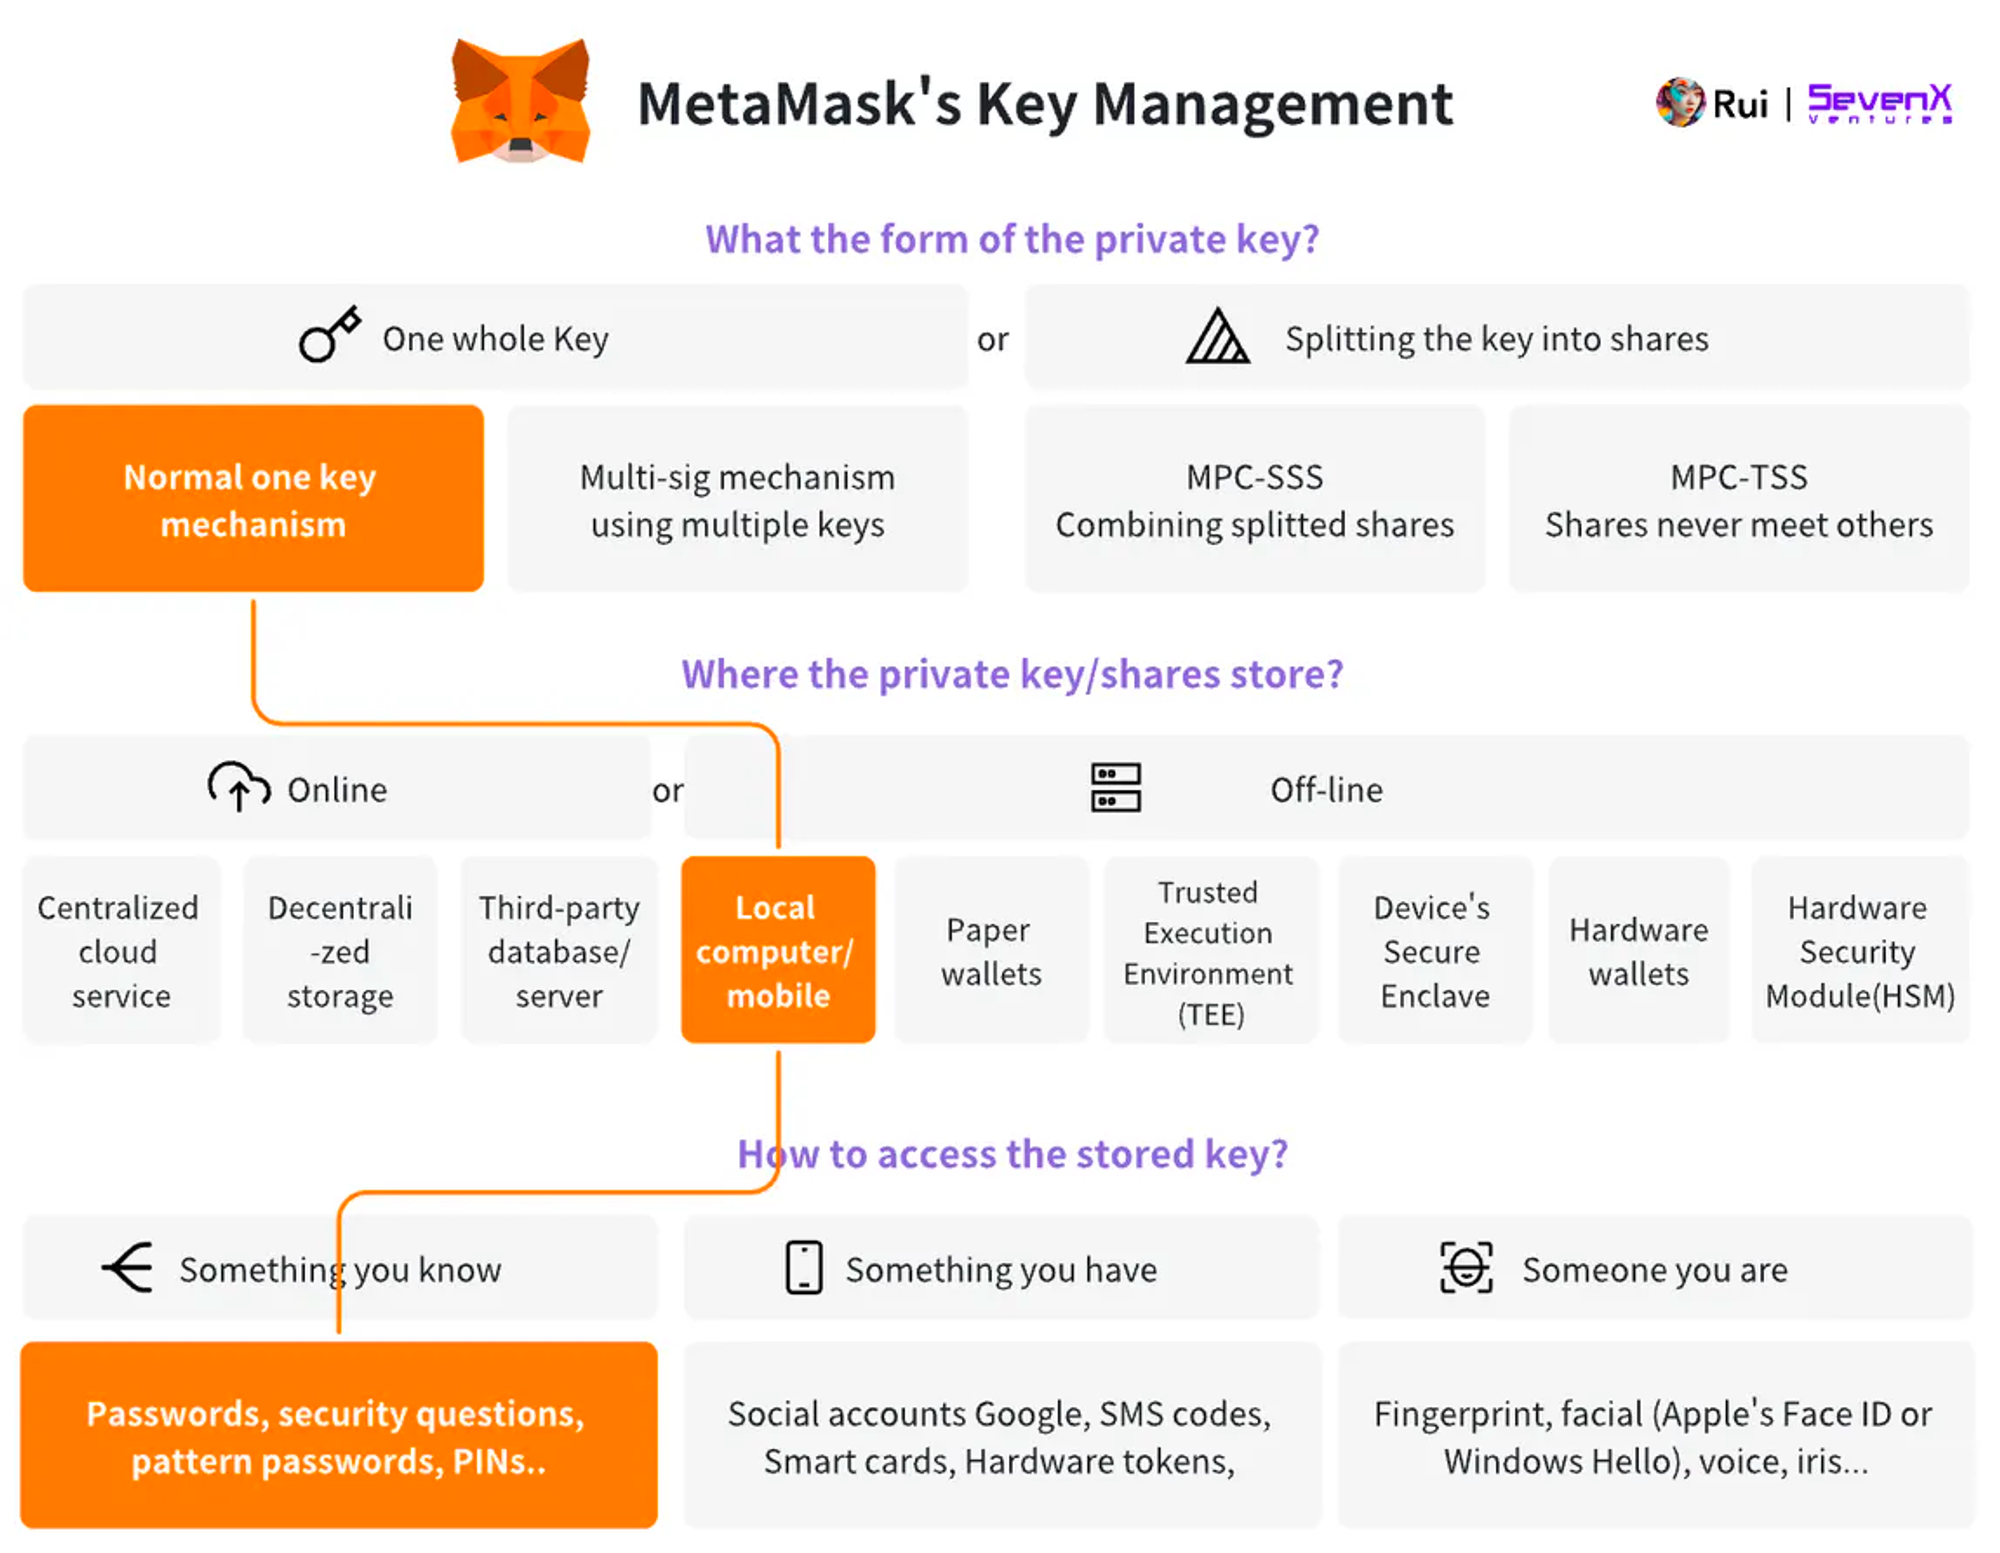 MetaMask's Key Management
Rui | SevenX
Ventures
What the form of the private key?
One whole Key
or
Splitting the key into shares
Normal one key
mechanism
Multi-sig mechanism
using multiple keys
MPC-SSS
Combining splitted shares
MPC-TSS
Shares never meet others
Where the private key/shares store?
Online
or
Off-line
Centralized
cloud
service
Decentrali
-zed
storage
Third-party
database/
server
Local
computer/
mobile
Paper
wallets
Trusted
Execution
Environment
(TEE)
Device's
Secure
Enclave
Hardware
wallets
Hardware
Security
Module(HSM)
How to access the stored key?
Something you know
Something you have
Someone you are
Passwords, security questions,
pattern passwords, PINs..
Social accounts Google, SMS codes,
Smart cards, Hardware tokens,
Fingerprint, facial (Apple's Face ID or
Windows Hello), voice, iris...